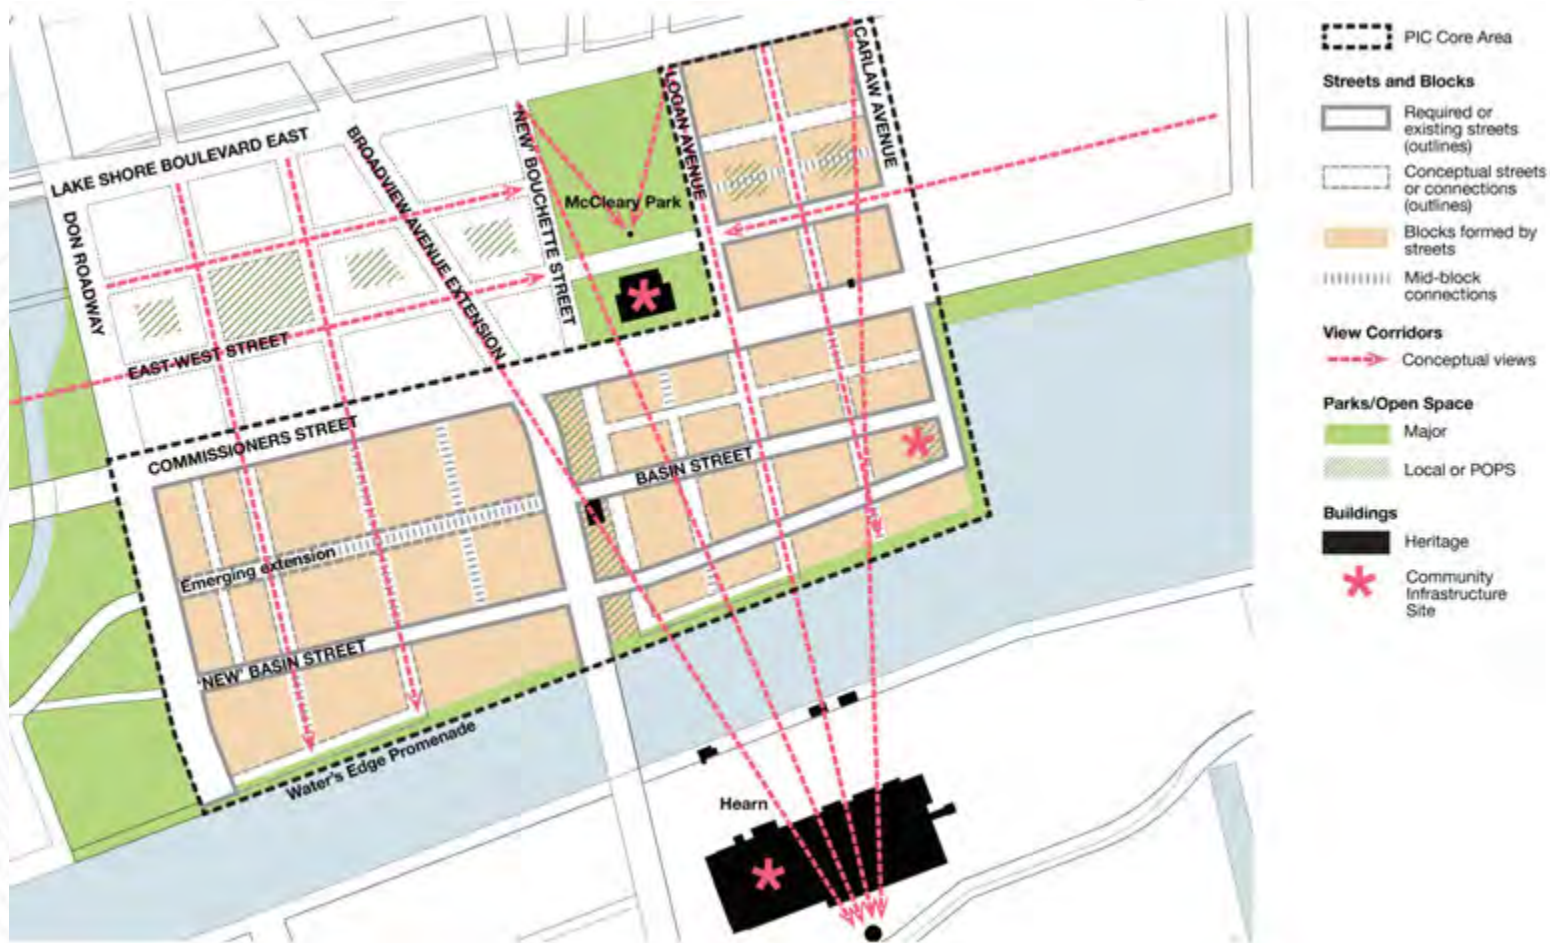 CARLAW AVENUE
LOGAN AVENUE
'NEW' BOUCHETTE STREET
BROADVIEW AVENUE EXTENSION
LAKE SHORE BOULEVARD EAST
McCleary Park
DON ROADWAY
EAST-WEST STREET
COMMISSIONERS STREET
BASIN STREET
Emerging extension
'NEW' BASIN STREET
Water's Edge Promenade
Hearn
PIC Core Area
Streets and Blocks
Required or
existing streets
(outlines)
Conceptual streets
or connections
(outlines)
Blocks formed by
streets
Mid-block
connections
View Corridors
Conceptual views
Parks/Open Space
Major
Local or POPS
Buildings
Heritage
Community
Infrastructure
Site